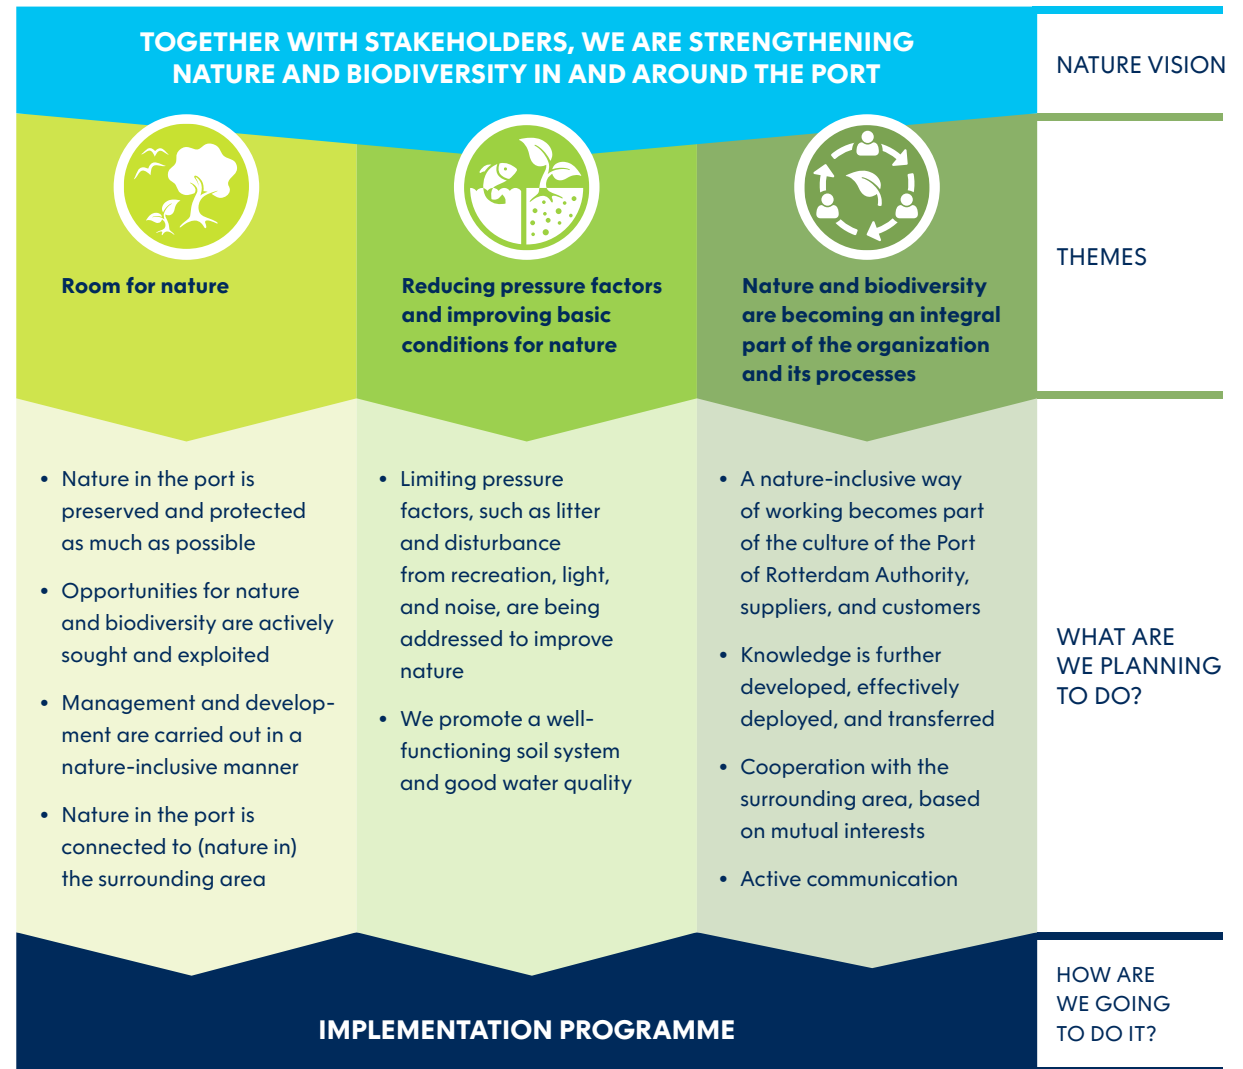 TOGETHER WITH STAKEHOLDERS, WE ARE STRENGTHENING
NATURE AND BIODIVERSITY IN AND AROUND THE PORT
NATURE VISION
Room for nature
Reducing pressure factors
and improving basic
conditions for nature
Nature and biodiversity
are becoming an integral
part of the organization
and its processes
THEMES
• Nature in the port is
preserved and protected
as much as possible
• Opportunities for nature
and biodiversity are actively
sought and exploited
• Management and develop-
ment are carried out in a
nature-inclusive manner
• Nature in the port is
connected to (nature in)
the surrounding area
• Limiting pressure
factors, such as litter
and disturbance
from recreation, light,
and noise, are being
addressed to improve
nature
• We promote a well-
functioning soil system
and good water quality
• A nature-inclusive way
of working becomes part
of the culture of the Port
of Rotterdam Authority,
suppliers, and customers
• Knowledge is further
developed, effectively
deployed, and transferred
• Cooperation with the
surrounding area, based
on mutual interests
• Active communication
WHAT ARE
WE PLANNING
TO DO?
IMPLEMENTATION PROGRAMME
HOW ARE
WE GOING
TO DO IT?